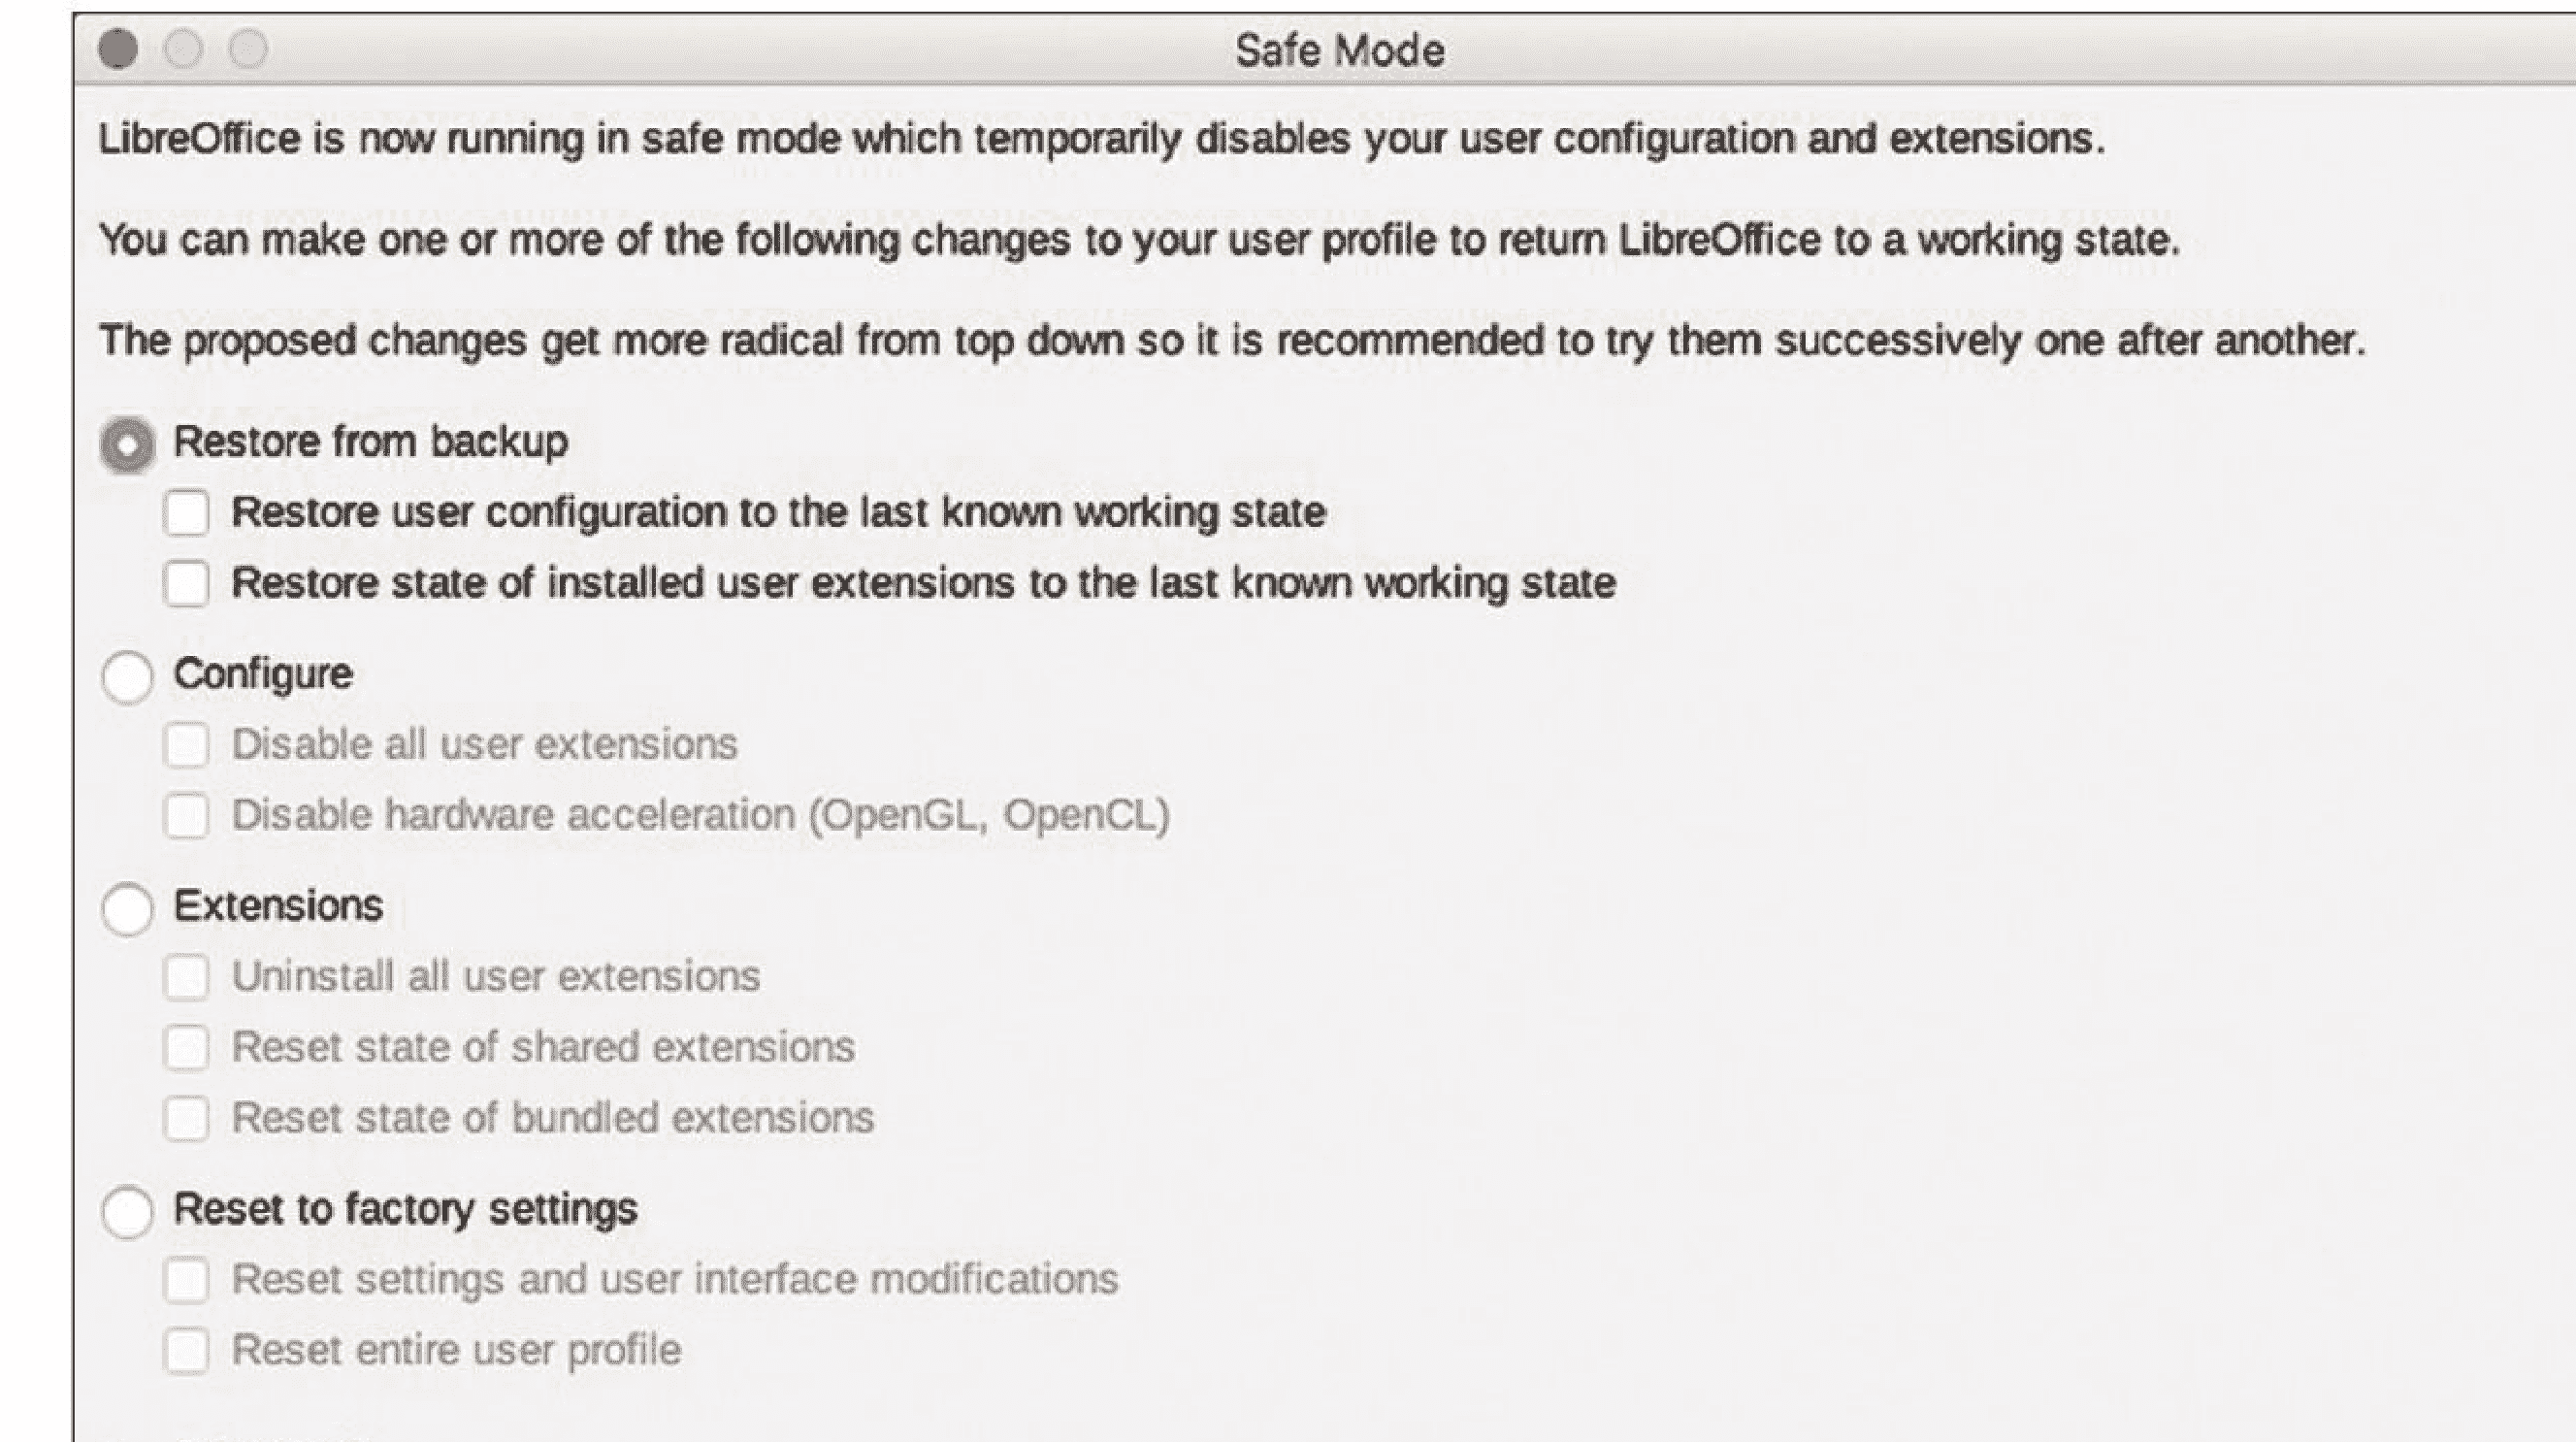 Safe Mode
LibreOffice is now running in safe mode which temporarily disables your user configuration and extensions.
You can make one or more of the following changes to your user profile to return LibreOffice to a working state.
The proposed changes get more radical from top down so it is recommended to try them successively one after another.
Restore from backup
Restore user configuration to the last known working state
Restore state of installed user extensions to the last known working state
Configure
Disable all user extensions
Disable hardware acceleration (OpenGL, OpenCL)
Extensions
Uninstall all user extensions
Reset state of shared extensions
Reset state of bundled extensions
Reset to factory settings
Reset settings and user interface modifications
Reset entire user profile